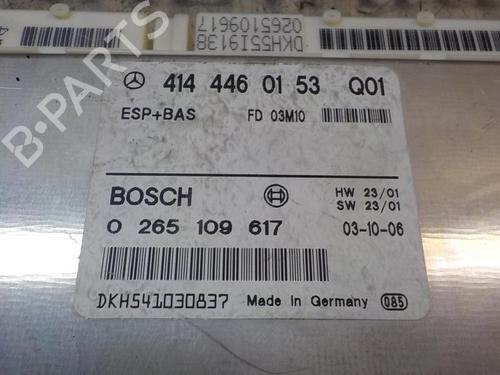 DKH55I9138
0265109617
414 446 01 53 Q01
ESP+BAS FD 03M10
BOSCH HW 23/01
SW 23/01
0 265 109 617 03-10-06
DKH541030837 Made in Germany 085
B-PARTS